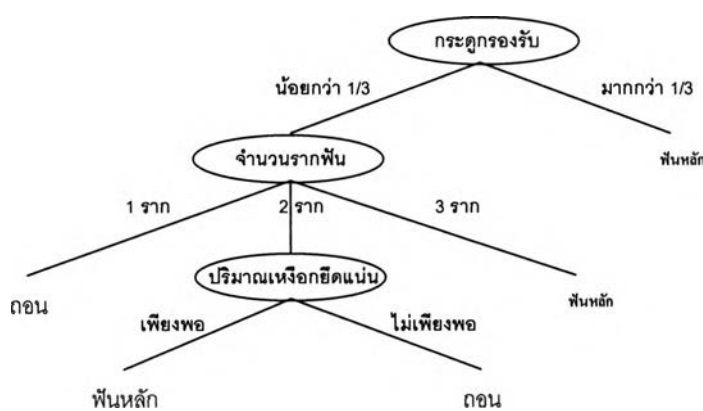 กระดูกรองรับ
น้อยกว่า 1/3
มากกว่า 1/3
จำนวนรากฟัน
ฟันหลัก
1 ราก
2 ราก
3 ราก
ถอน
ปริมาณเหงือกยึดแน่น
ฟันหลัก
เพียงพอ
ไม่เพียงพอ
ฟันหลัก
ถอน